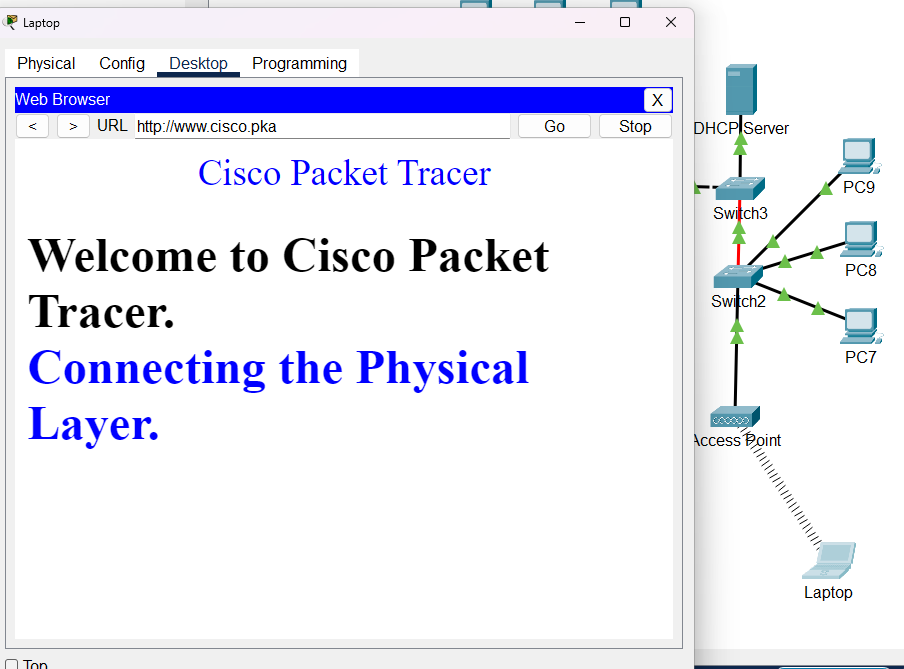 Laptop
Physical Config Desktop Programming
Web Browser X
< > URL http://www.cisco.pka Go Stop
Cisco Packet Tracer
Welcome to Cisco Packet
Tracer.
Connecting the Physical
Layer.
Top
DHCP Server
PC9
Switch3
PC8
Switch2
PC7
Access Point
Laptop